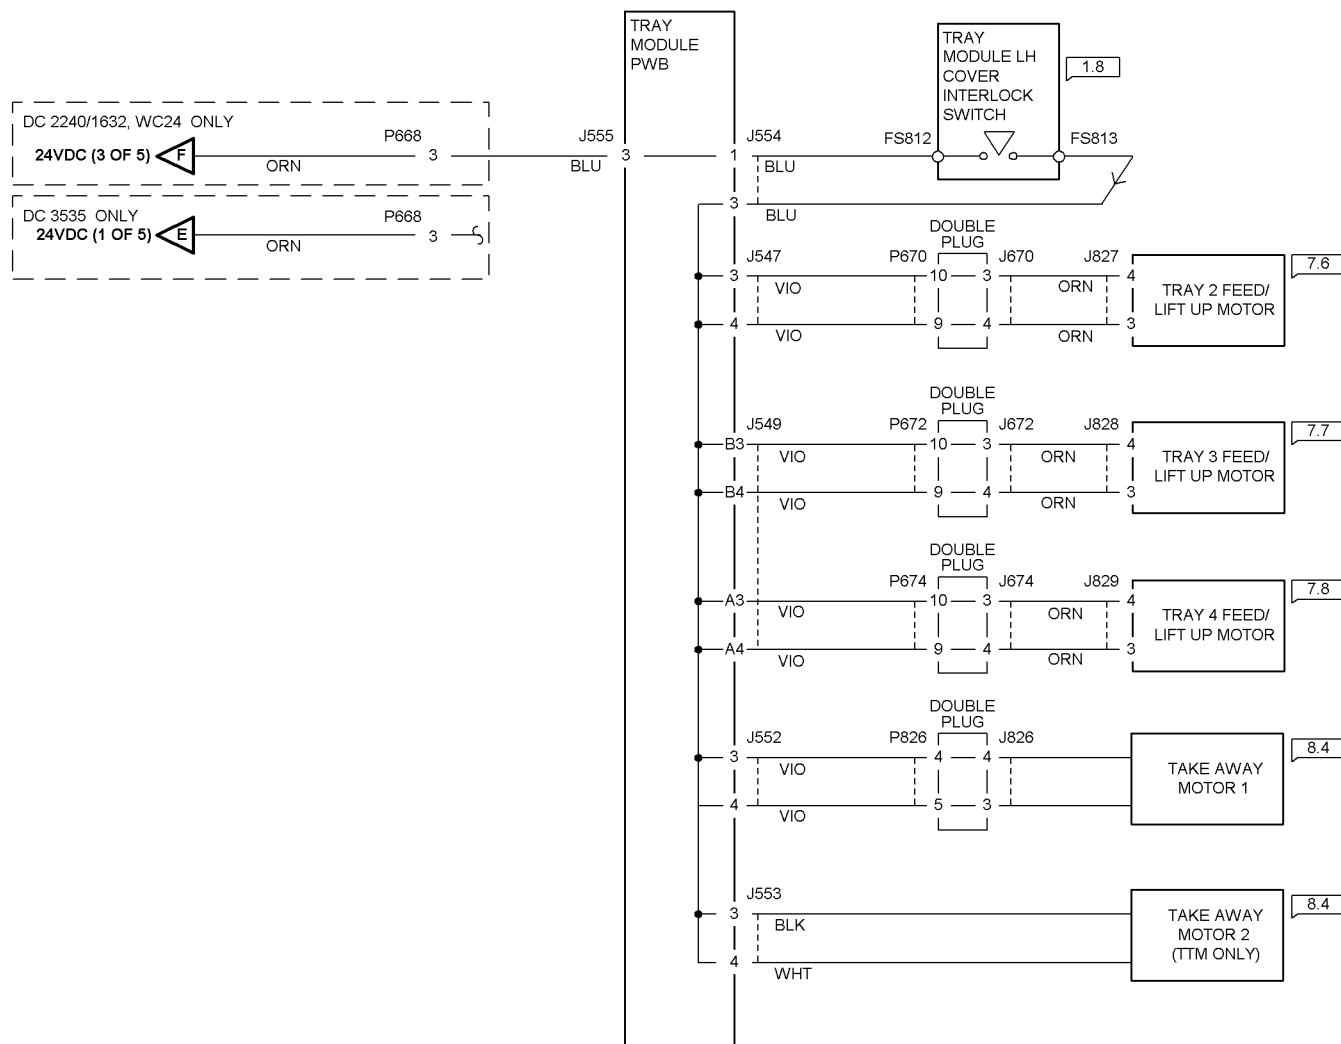 TRAY
MODULE
PWB
TRAY
MODULE LH
COVER
INTERLOCK
SWITCH
1.8
DC 2240/1632, WC24 ONLY
24VDC (3 OF 5) F ORN P668 3 J555 BLU 3 J554 1 BLU FS812 FS813
3 BLU
DC 3535 ONLY
24VDC (1 OF 5) E ORN P668 3
DOUBLE
PLUG
J547 P670 J670 J827 7.6
3 VIO 10 3 ORN 4
4 VIO 9 4 ORN 3
TRAY 2 FEED/
LIFT UP MOTOR
DOUBLE
PLUG
J549 P672 J672 J828 7.7
B3 VIO 10 3 ORN 4
B4 VIO 9 4 ORN 3
TRAY 3 FEED/
LIFT UP MOTOR
DOUBLE
PLUG
P674 J674 J829 7.8
A3 VIO 10 3 ORN 4
A4 VIO 9 4 ORN 3
TRAY 4 FEED/
LIFT UP MOTOR
DOUBLE
PLUG
J552 P826 J826 8.4
3 VIO 4 4
4 VIO 5 3
TAKE AWAY
MOTOR 1
J553 8.4
3 BLK
4 WHT
TAKE AWAY
MOTOR 2
(TTM ONLY)